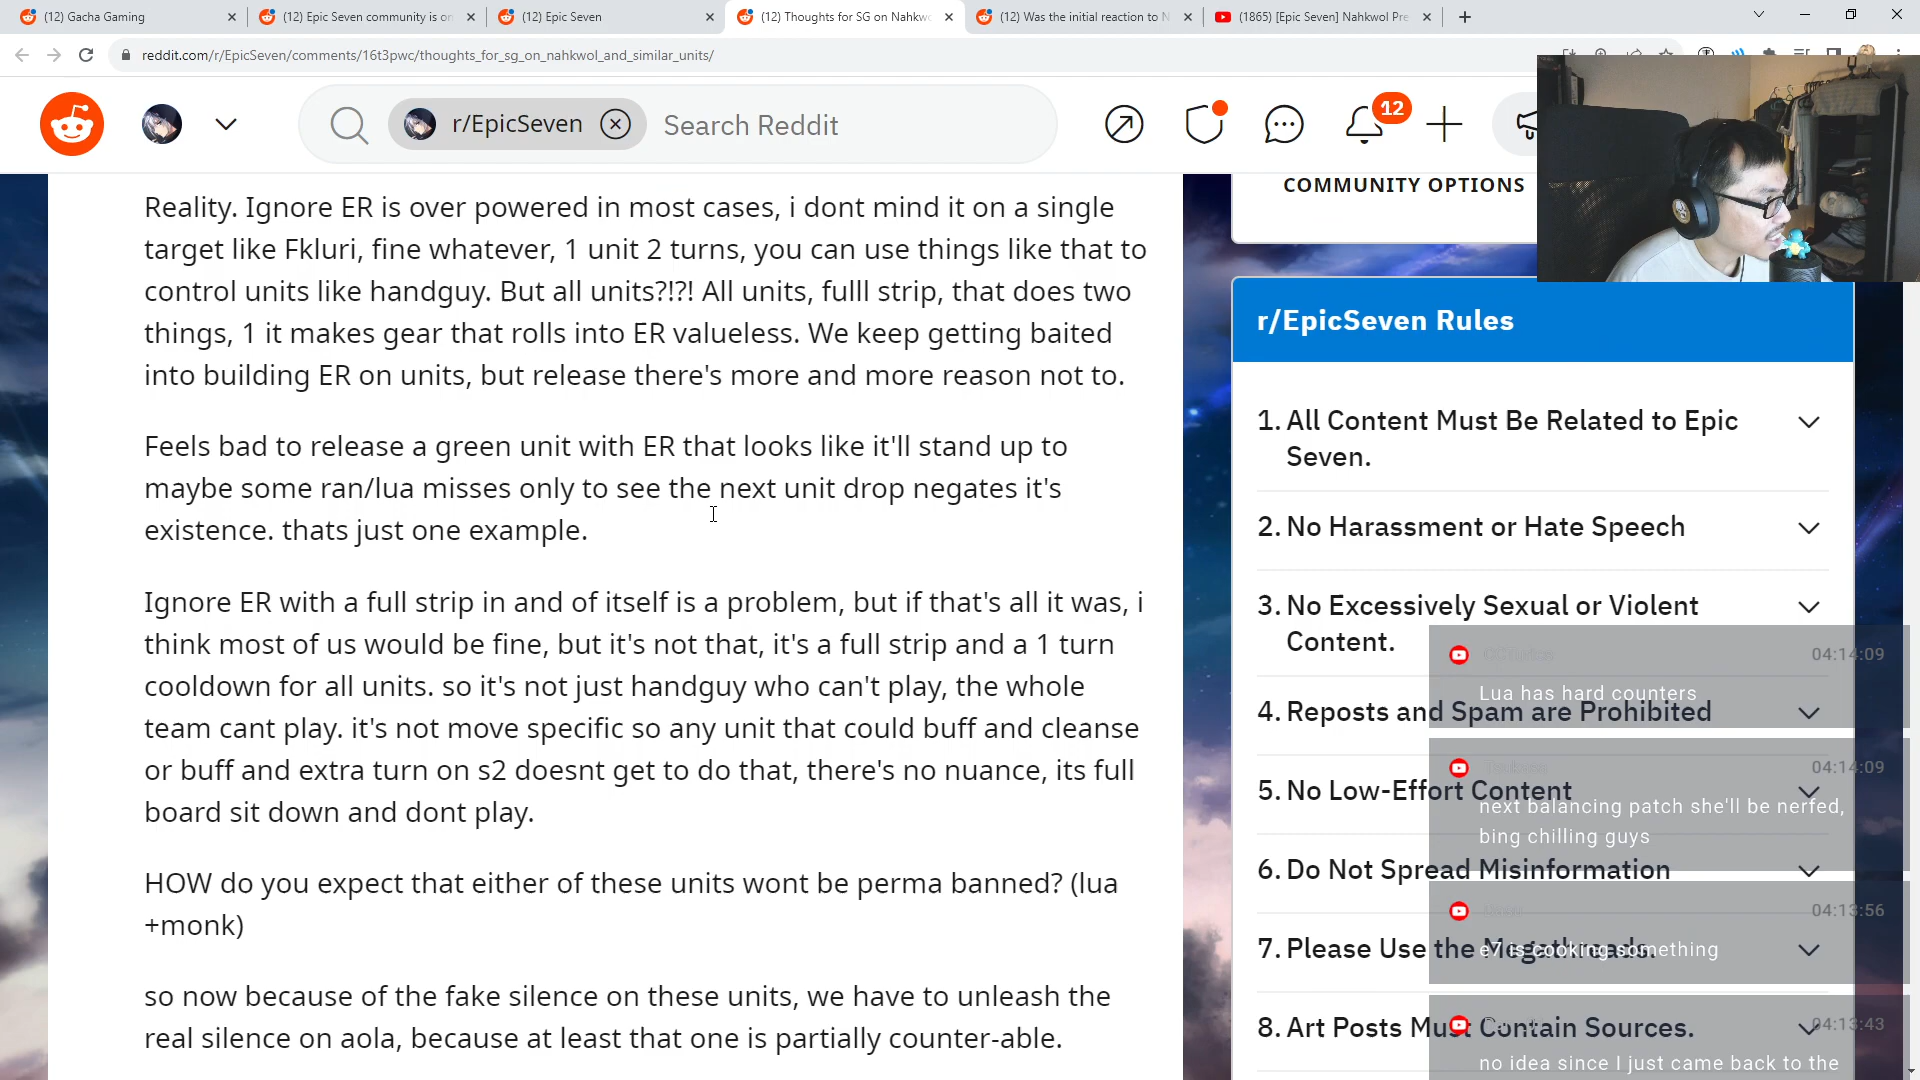 (12) Gacha Gaming
(12) Epic Seven community is on
(12) Epic Seven
(12) Thoughts for SG on Nahkwo
(12) Was the initial reaction to N
(1865) [Epic Seven] Nahkwol Pre
reddit.com/r/EpicSeven/comments/16t3pwc/thoughts_for_sg_on_nahkwol_and_similar_units/
r/EpicSeven
Search Reddit
12
Reality. Ignore ER is over powered in most cases, i dont mind it on a single
target like Fkluri, fine whatever, 1 unit 2 turns, you can use things like that to
control units like handguy. But all units?!?! All units, fulll strip, that does two
things, 1 it makes gear that rolls into ER valueless. We keep getting baited
into building ER on units, but release there's more and more reason not to.
Feels bad to release a green unit with ER that looks like it'll stand up to
maybe some ran/lua misses only to see the next unit drop negates it's
existence. thats just one example.
Ignore ER with a full strip in and of itself is a problem, but if that's all it was, i
think most of us would be fine, but it's not that, it's a full strip and a 1 turn
cooldown for all units. so it's not just handguy who can't play, the whole
team cant play. it's not move specific so any unit that could buff and cleanse
or buff and extra turn on s2 doesnt get to do that, there's no nuance, its full
board sit down and dont play.
HOW do you expect that either of these units wont be perma banned? (lua
+monk)
so now because of the fake silence on these units, we have to unleash the
real silence on aola, because at least that one is partially counter-able.
COMMUNITY OPTIONS
r/EpicSeven Rules
1. All Content Must Be Related to Epic
Seven.
2. No Harassment or Hate Speech
3. No Excessively Sexual or Violent
Content.
4. Reposts and Spam are Prohibited
5. No Low-Effort Content
6. Do Not Spread Misinformation
7. Please Use the Megathreads.
8. Art Posts Must Contain Sources.
04:14:09
Lua has hard counters
04:14:09
next balancing patch she'll be nerfed,
bing chilling guys
04:13:56
e7 is cooking something
04:13:43
no idea since I just came back to the